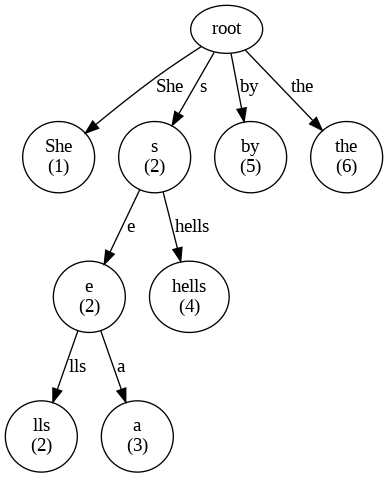 root
She
s
by
the
She
(1)
s
(2)
by
(5)
the
(6)
e
hells
e
(2)
hells
(4)
lls
a
lls
(2)
a
(3)